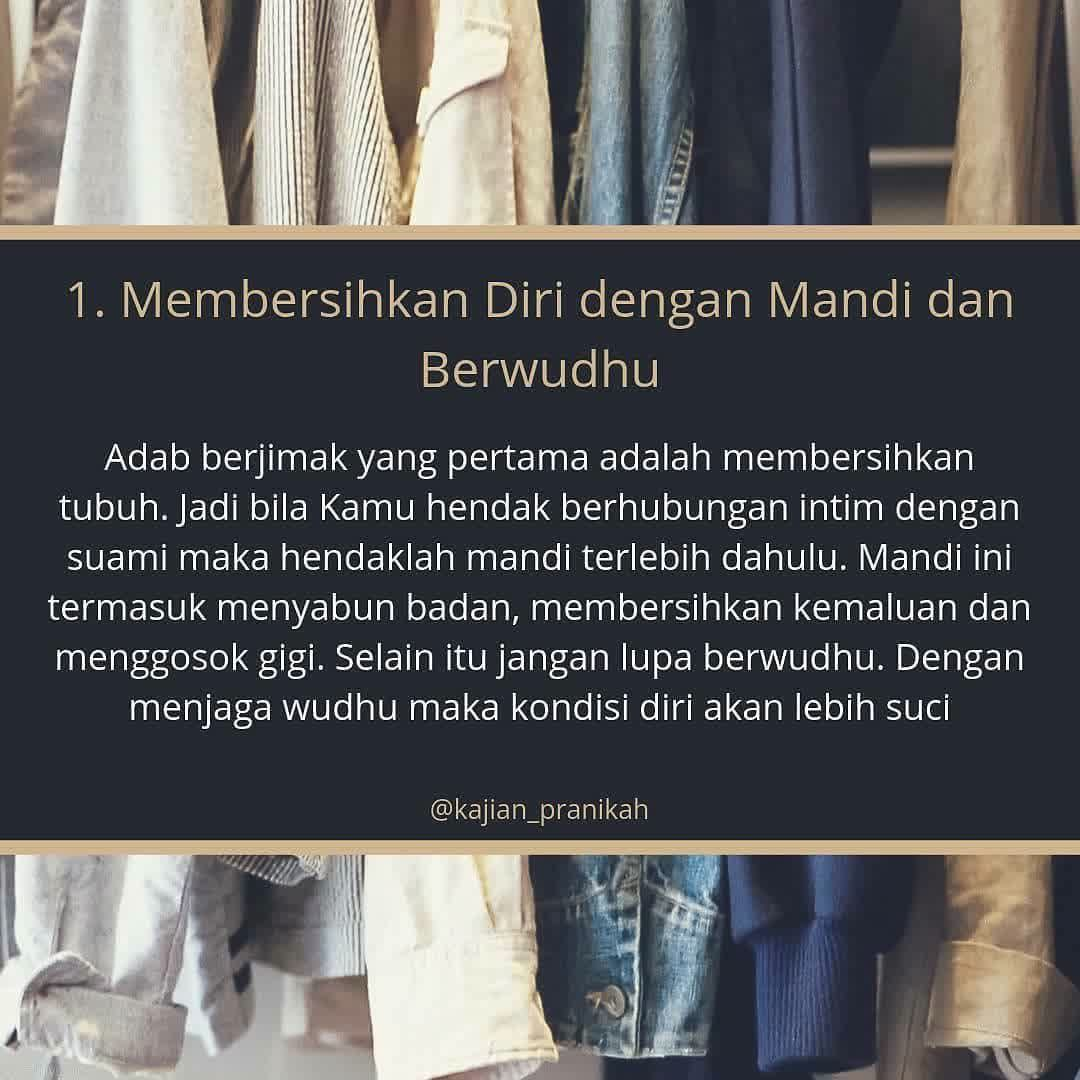 1. Membersihkan Diri dengan Mandi dan
Berwudhu
Adab berjimak yang pertama adalah membersihkan
tubuh. Jadi bila Kamu hendak berhubungan intim dengan
suami maka hendaklah mandi terlebih dahulu. Mandi ini
termasuk menyabun badan, membersihkan kemaluan dan
menggosok gigi. Selain itu jangan lupa berwudhu. Dengan
menjaga wudhu maka kondisi diri akan lebih suci
@kajian_pranikah